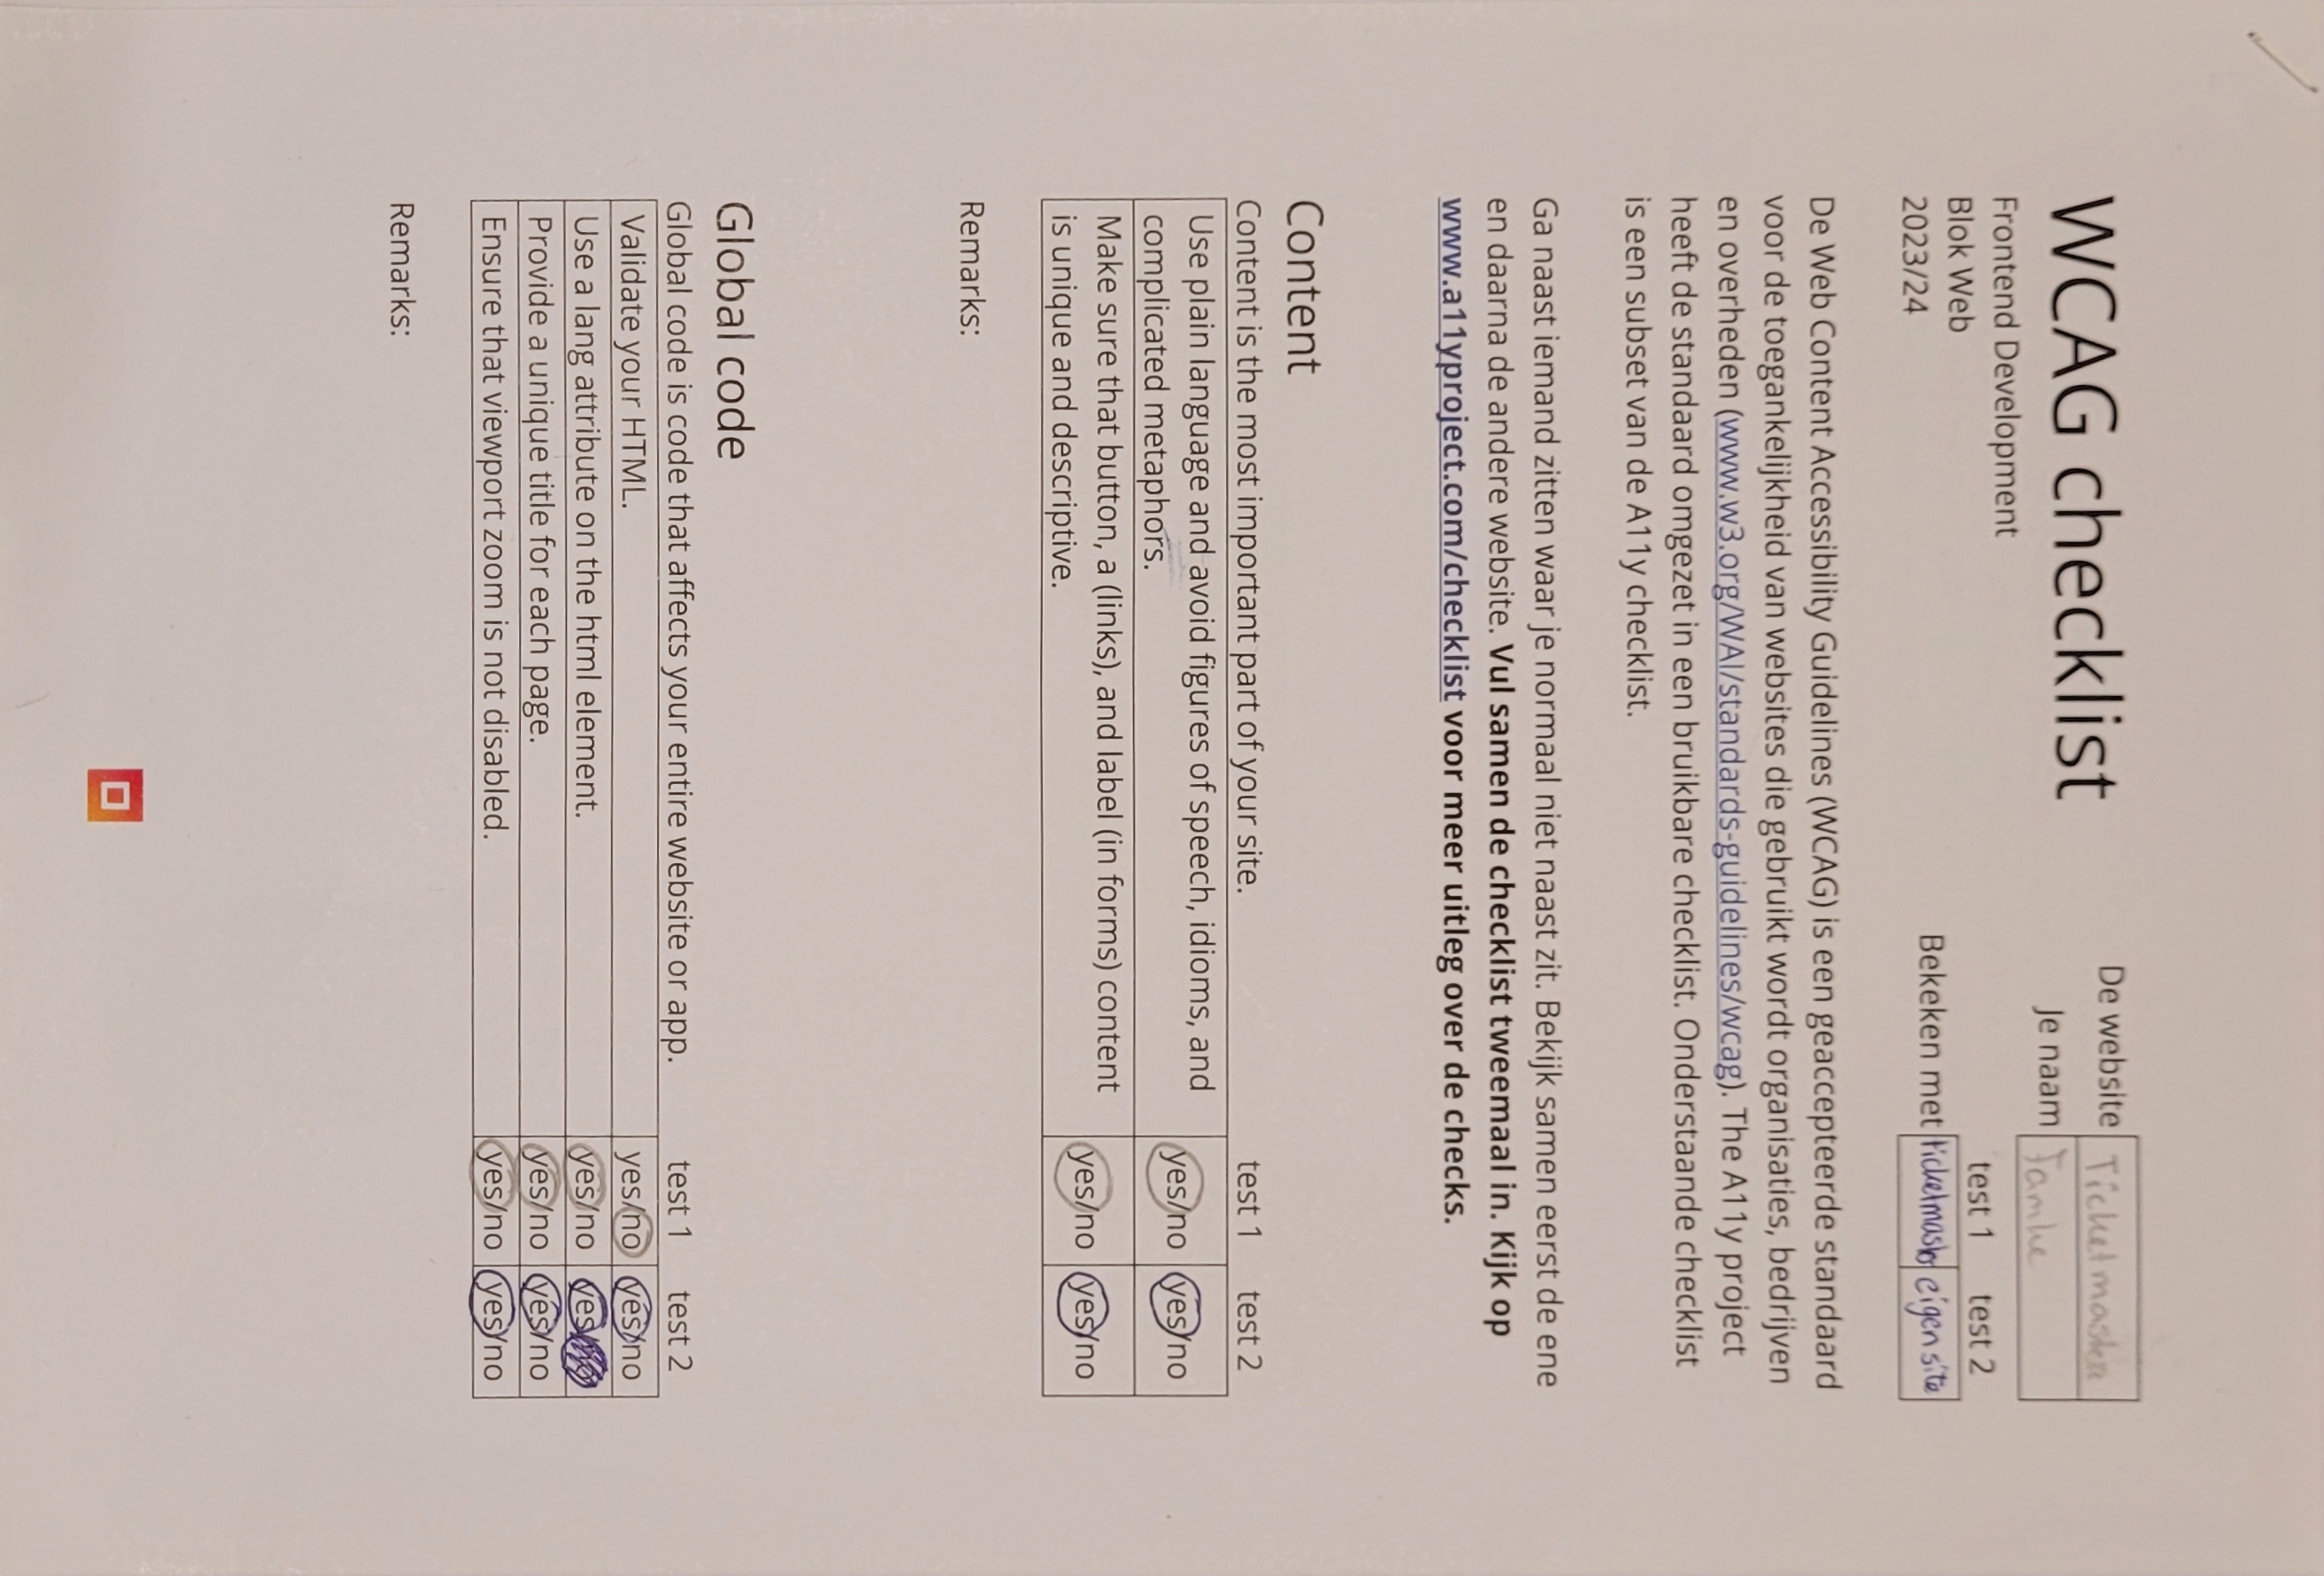 WCAG checklist
Frontend Development
Blok Web
2023/24
De website Ticketmaster
Je naam Famke
test 1 test 2
Bekeken met ticketmaster eigen site
De Web Content Accessibility Guidelines (WCAG) is een geaccepteerde standaard
voor de toegankelijkheid van websites die gebruikt wordt organisaties, bedrijven
en overheden (www.w3.org/WAI/standards-guidelines/wcag). The A11y project
heeft de standaard omgezet in een bruikbare checklist. Onderstaande checklist
is een subset van de A11y checklist.
Ga naast iemand zitten waar je normaal niet naast zit. Bekijk samen eerst de ene
en daarna de andere website. Vul samen de checklist tweemaal in. Kijk op
www.a11yproject.com/checklist voor meer uitleg over de checks.
Content
Content is the most important part of your site. test 1 test 2
Use plain language and avoid figures of speech, idioms, and
complicated metaphors. yes/no yes/no
Make sure that button, a (links), and label (in forms) content
is unique and descriptive. yes/no yes/no
Remarks:
Global code
Global code is code that affects your entire website or app. test 1 test 2
Validate your HTML. yes/no yes/no
Use a lang attribute on the html element. yes/no yes
Provide a unique title for each page. yes/no yes/no
Ensure that viewport zoom is not disabled. yes/no yes/no
Remarks: